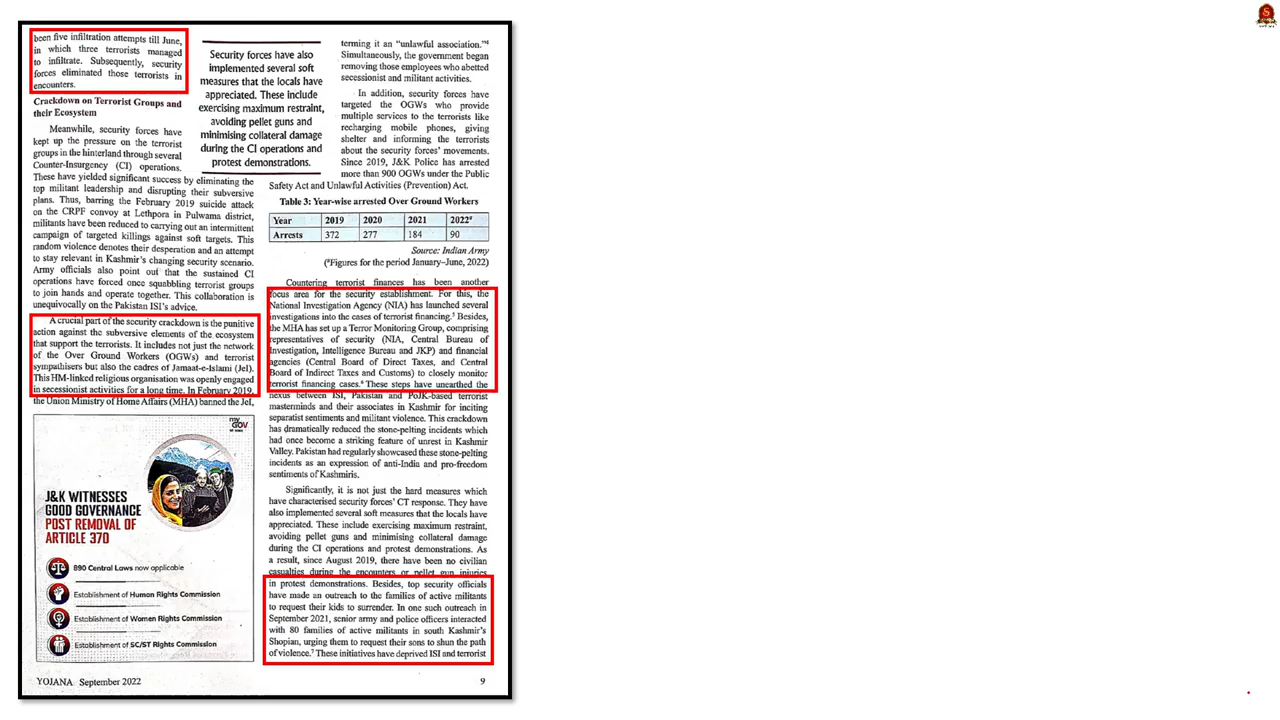 been five infiltration attempts till June,
in which three terrorists managed
to infiltrate. Subsequently, security
forces eliminated those terrorists in
encounters.
Crackdown on Terrorist Groups and
their Ecosystem
Meanwhile, security forces have
kept up the pressure on the terrorist
groups in the hinterland through several
Counter-Insurgency (CI) operations.
These have yielded significant success by eliminating the
top militant leadership and disrupting their subversive
plans. Thus, barring the February 2019 suicide attack
on the CRPF convoy at Lethpora in Pulwama district,
militants have been reduced to carrying out an intermittent
campaign of targeted killings against soft targets. This
random violence denotes their desperation and an attempt
to stay relevant in Kashmir's changing security scenario.
Army officials also point out that the sustained CI
operations have forced once squabbling terrorist groups
to join hands and operate together. This collaboration is
unequivocally on the Pakistan ISI's advice.
A crucial part of the security crackdown is the punitive
action against the subversive elements of the ecosystem
that support the terrorists. It includes not just the network
of the Over Ground Workers (OGWs) and terrorist
sympathisers but also the cadres of Jamaat-e-Islami (JeI).
This HM-linked religious organisation was openly engaged
in secessionist activities for a long time. In February 2019,
the Union Ministry of Home Affairs (MHA) banned the JeI,
my
GOV
J&K WITNESSES
GOOD GOVERNANCE
POST REMOVAL OF
ARTICLE 370
890 Central Laws now applicable
Establishment of Human Rights Commission
Establishment of Women Rights Commission
Establishment of SC/ST Rights Commission
Security forces have also
implemented several soft
measures that the locals have
appreciated. These include
exercising maximum restraint,
avoiding pellet guns and
minimising collateral damage
during the CI operations and
protest demonstrations.
terming it an "unlawful association."⁴
Simultaneously, the government began
removing those employees who abetted
secessionist and militant activities.
In addition, security forces have
targeted the OGWs who provide
multiple services to the terrorists like
recharging mobile phones, giving
shelter and informing the terrorists
about the security forces' movements.
Since 2019, J&K Police has arrested
more than 900 OGWs under the Public
Safety Act and Unlawful Activities (Prevention) Act.
Table 3: Year-wise arrested Over Ground Workers
Year 2019 2020 2021 2022#
Arrests 372 277 184 90
Source: Indian Army
(#Figures for the period January–June, 2022)
Countering terrorist finances has been another
focus area for the security establishment. For this, the
National Investigation Agency (NIA) has launched several
investigations into the cases of terrorist financing.⁵ Besides,
the MHA has set up a Terror Monitoring Group, comprising
representatives of security (NIA, Central Bureau of
Investigation, Intelligence Bureau and JKP) and financial
agencies (Central Board of Direct Taxes, and Central
Board of Indirect Taxes and Customs) to closely monitor
terrorist financing cases.⁶ These steps have unearthed the
nexus between ISI, Pakistan and PoJK-based terrorist
masterminds and their associates in Kashmir for inciting
separatist sentiments and militant violence. This crackdown
has dramatically reduced the stone-pelting incidents which
had once become a striking feature of unrest in Kashmir
Valley. Pakistan had regularly showcased these stone-pelting
incidents as an expression of anti-India and pro-freedom
sentiments of Kashmiris.
Significantly, it is not just the hard measures which
have characterised security forces' CT response. They have
also implemented several soft measures that the locals have
appreciated. These include exercising maximum restraint,
avoiding pellet guns and minimising collateral damage
during the CI operations and protest demonstrations. As
a result, since August 2019, there have been no civilian
casualties during the encounters or pellet gun injuries
in protest demonstrations. Besides, top security officials
have made an outreach to the families of active militants
to request their kids to surrender. In one such outreach in
September 2021, senior army and police officers interacted
with 80 families of active militants in south Kashmir's
Shopian, urging them to request their sons to shun the path
of violence.⁷ These initiatives have deprived ISI and terrorist
YOJANA September 2022
9